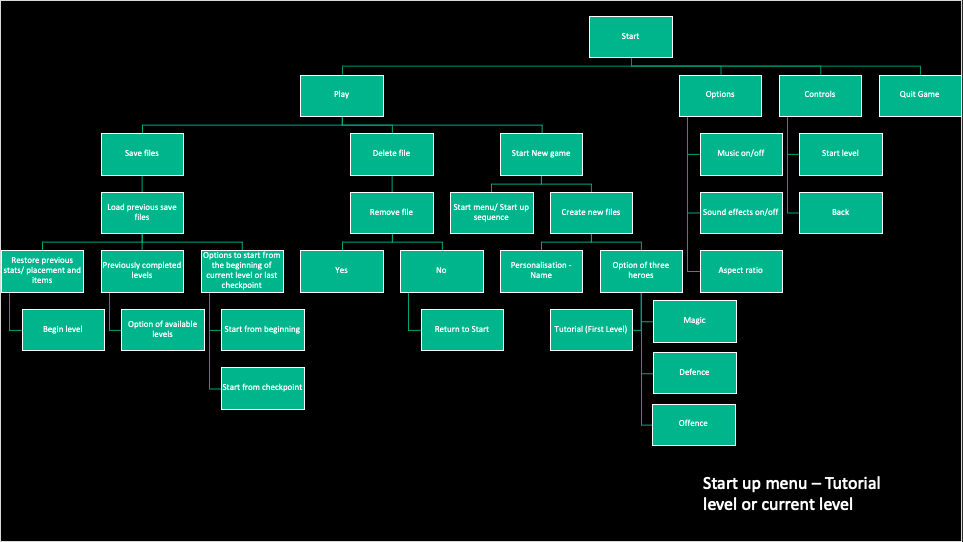 Start
Play
Options
Controls
Quit Game
Save files
Delete file
Start New game
Music on/off
Start level
Load previous save
files
Remove file
Start menu/ Start up
sequence
Create new files
Sound effects on/off
Back
Restore previous
stats/ placement and
items
Previously completed
levels
Options to start from
the beginning of
current level or last
checkpoint
Yes
No
Personalisation -
Name
Option of three
heroes
Aspect ratio
Begin level
Option of available
levels
Start from beginning
Return to Start
Tutorial (First Level)
Magic
Start from checkpoint
Defence
Offence
Start up menu – Tutorial
level or current level